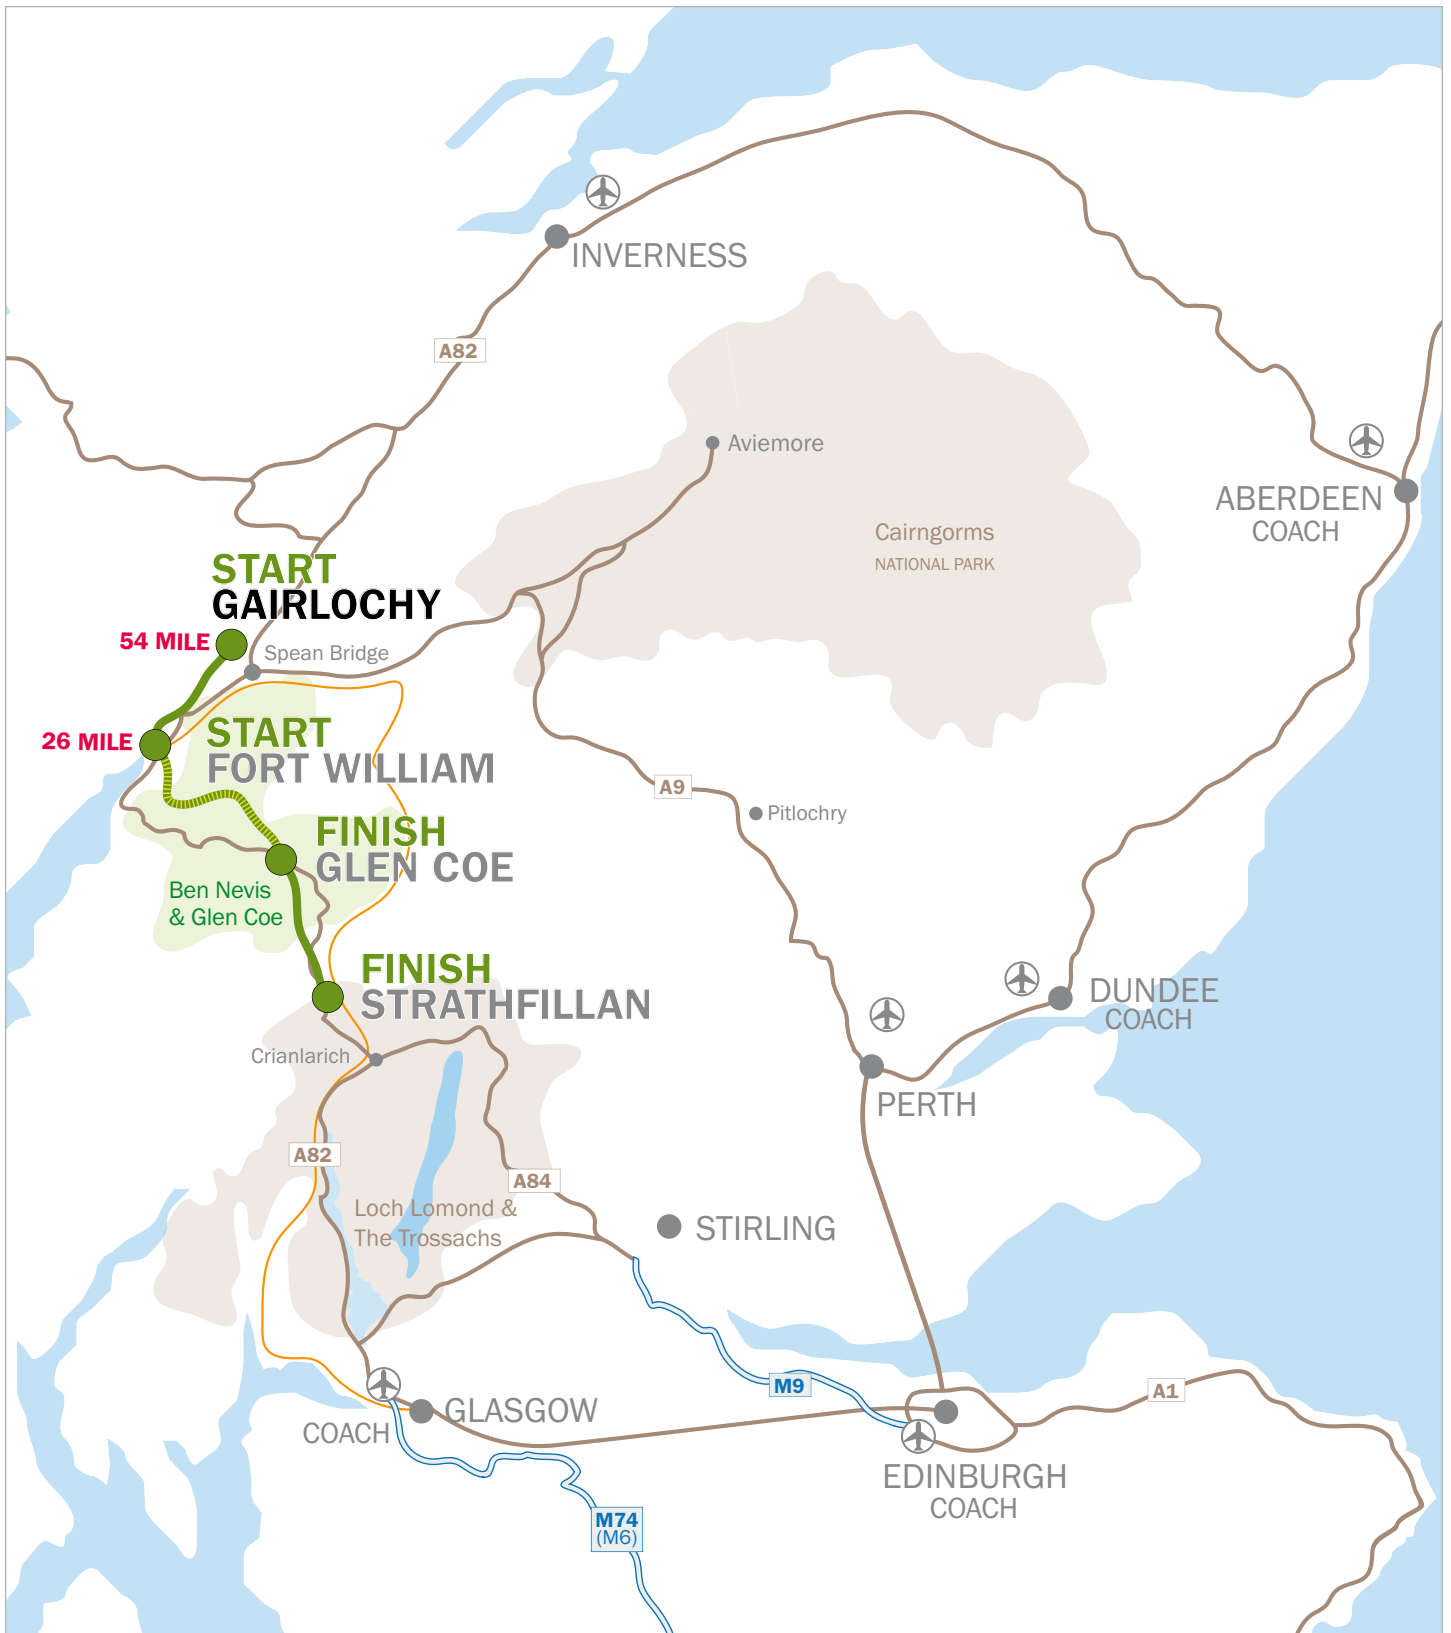 INVERNESS
A82
Aviemore
Cairngorms
NATIONAL PARK
ABERDEEN
COACH
START
GAIRLOCHY
54 MILE
Spean Bridge
26 MILE
START
FORT WILLIAM
A9
Pitlochry
FINISH
GLEN COE
Ben Nevis
& Glen Coe
FINISH
STRATHFILLAN
DUNDEE
COACH
Crianlarich
PERTH
A82
A84
Loch Lomond &
The Trossachs
STIRLING
M9
A1
GLASGOW
COACH
EDINBURGH
COACH
M74
(M6)